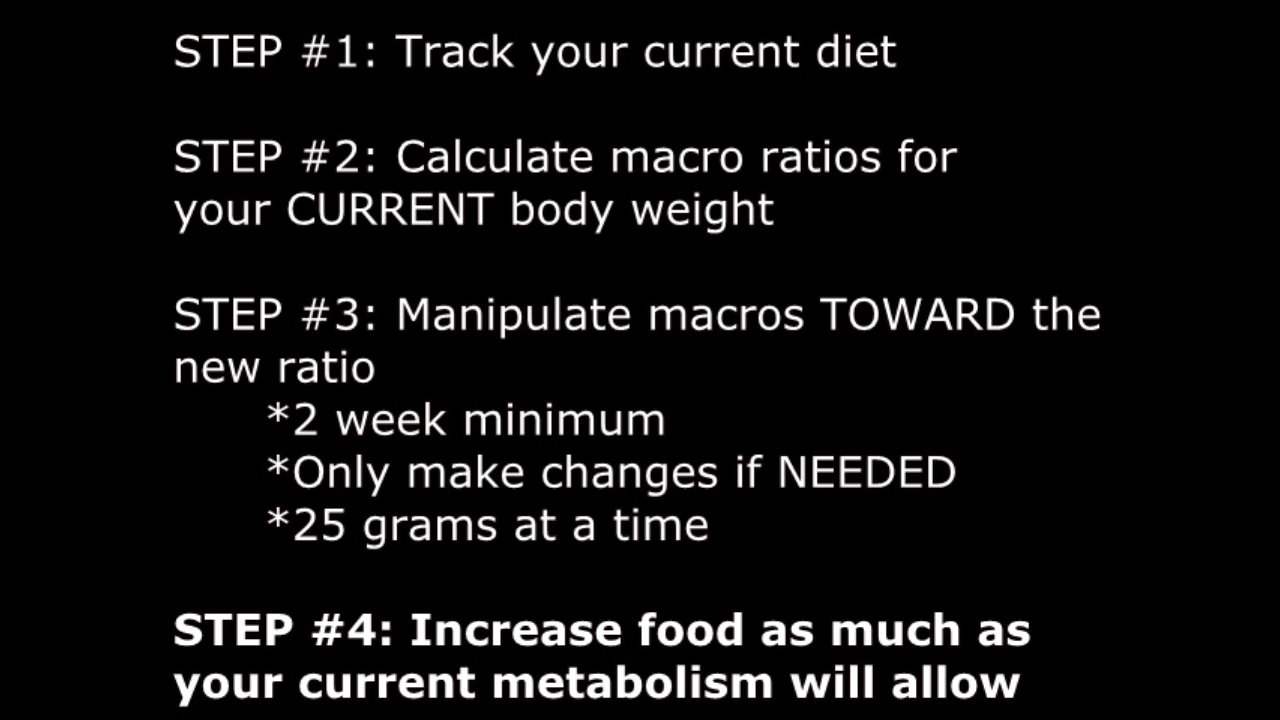 STEP #1: Track your current diet
STEP #2: Calculate macro ratios for
your CURRENT body weight
STEP #3: Manipulate macros TOWARD the
new ratio
*2 week minimum
*Only make changes if NEEDED
*25 grams at a time
STEP #4: Increase food as much as
your current metabolism will allow